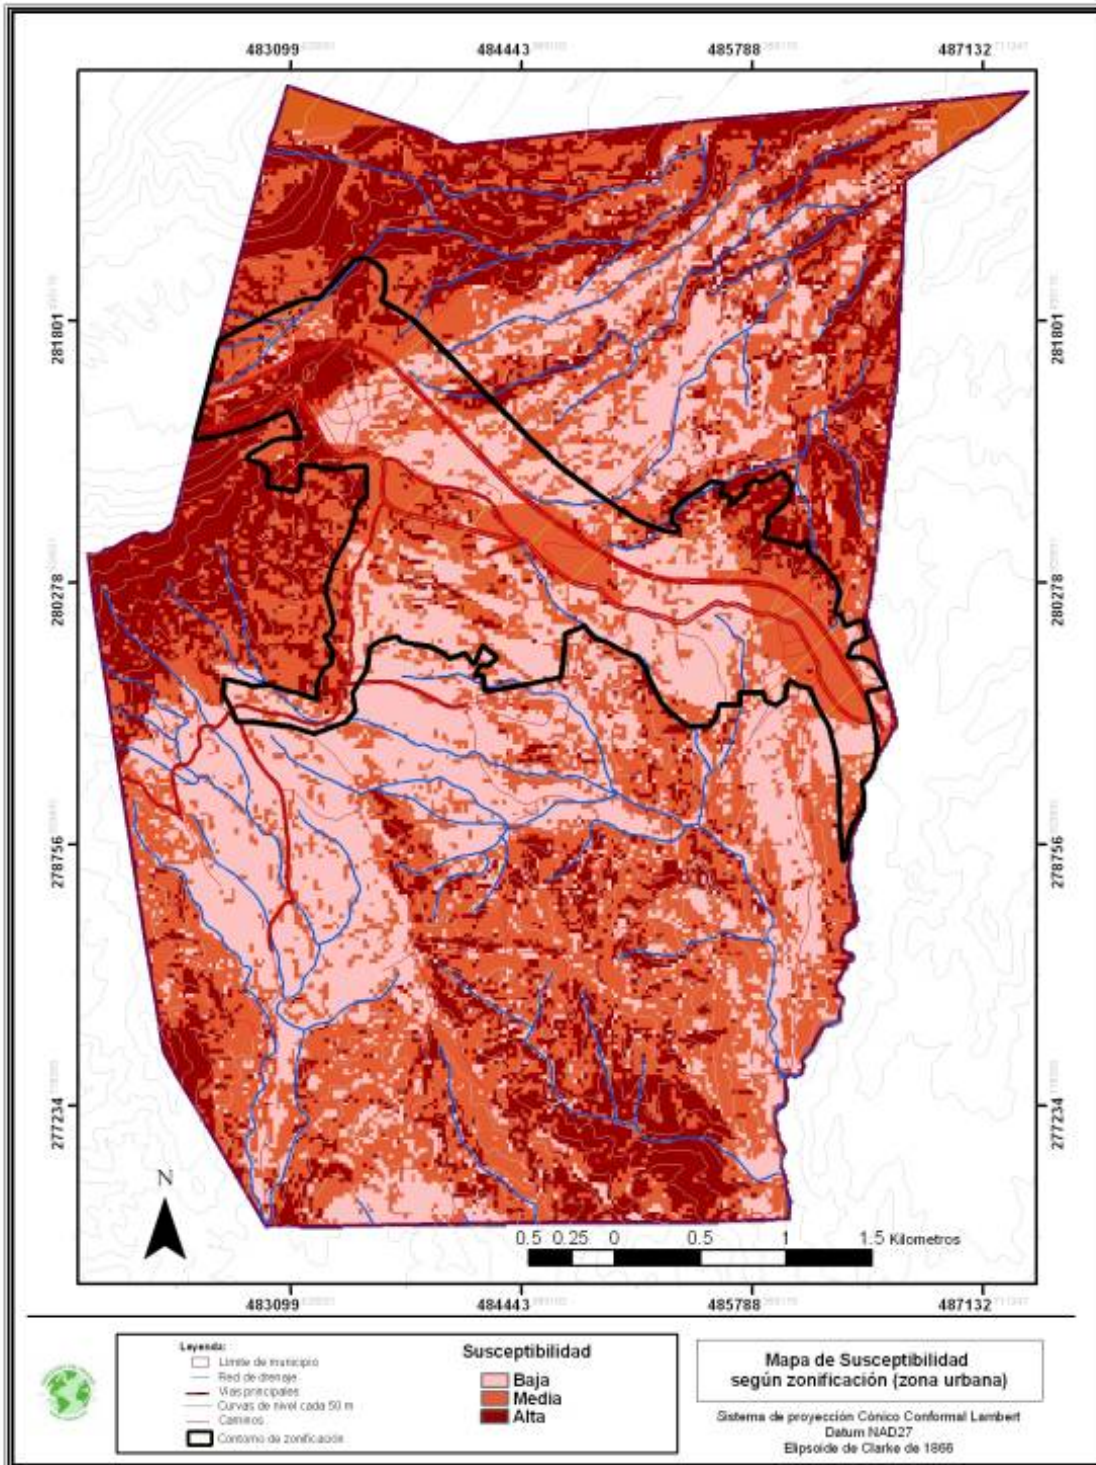 483099 484443 485788 487132
281801 281801
280278 280278
278756 278756
277234 277234
N
0.5 0.25 0 0.5 1 1.5 Kilometros
483099 484443 485788 487132
Leyenda:
Límite de municipio
Red de drenaje
Vías principales
Curvas de nivel cada 50 m
Caminos
Contorno de zonificación
Susceptibilidad
Baja
Media
Alta
Mapa de Susceptibilidad
según zonificación (zona urbana)
Sistema de proyección Cónico Conformal Lambert
Datum NAD27
Elipsoide de Clarke de 1866